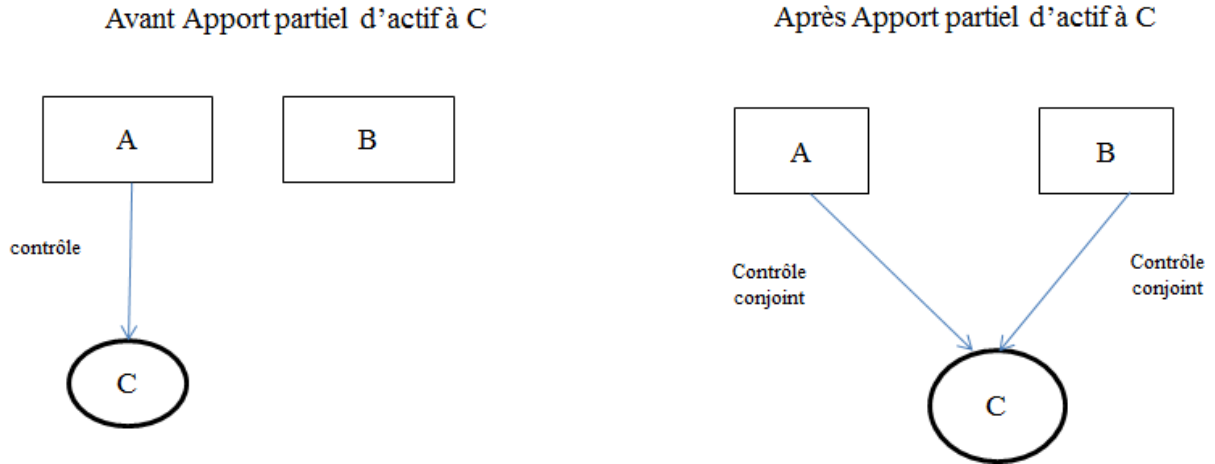 Avant Apport partiel d’actif à C
A
B
contrôle
C
Après Apport partiel d’actif à C
A
B
Contrôle
conjoint
Contrôle
conjoint
C